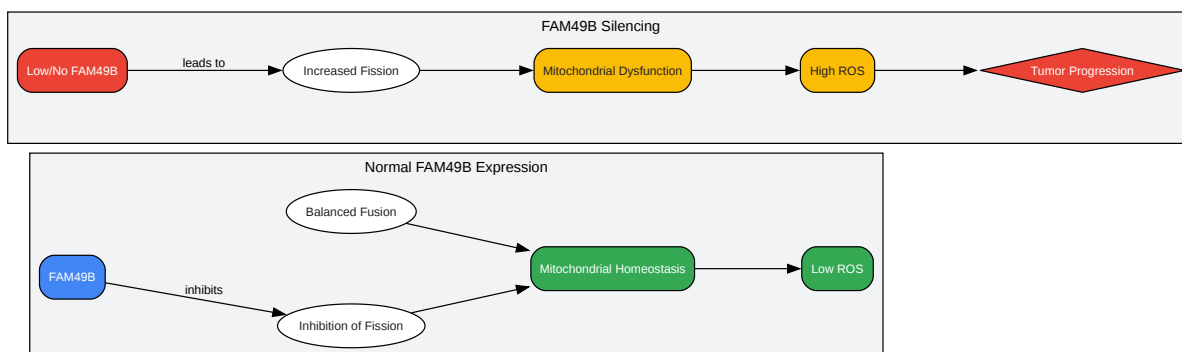 FAM49B Silencing
Low/No FAM49B
leads to
Increased Fission
Mitochondrial Dysfunction
High ROS
Tumor Progression
Normal FAM49B Expression
Balanced Fusion
FAM49B
inhibits
Inhibition of Fission
Mitochondrial Homeostasis
Low ROS